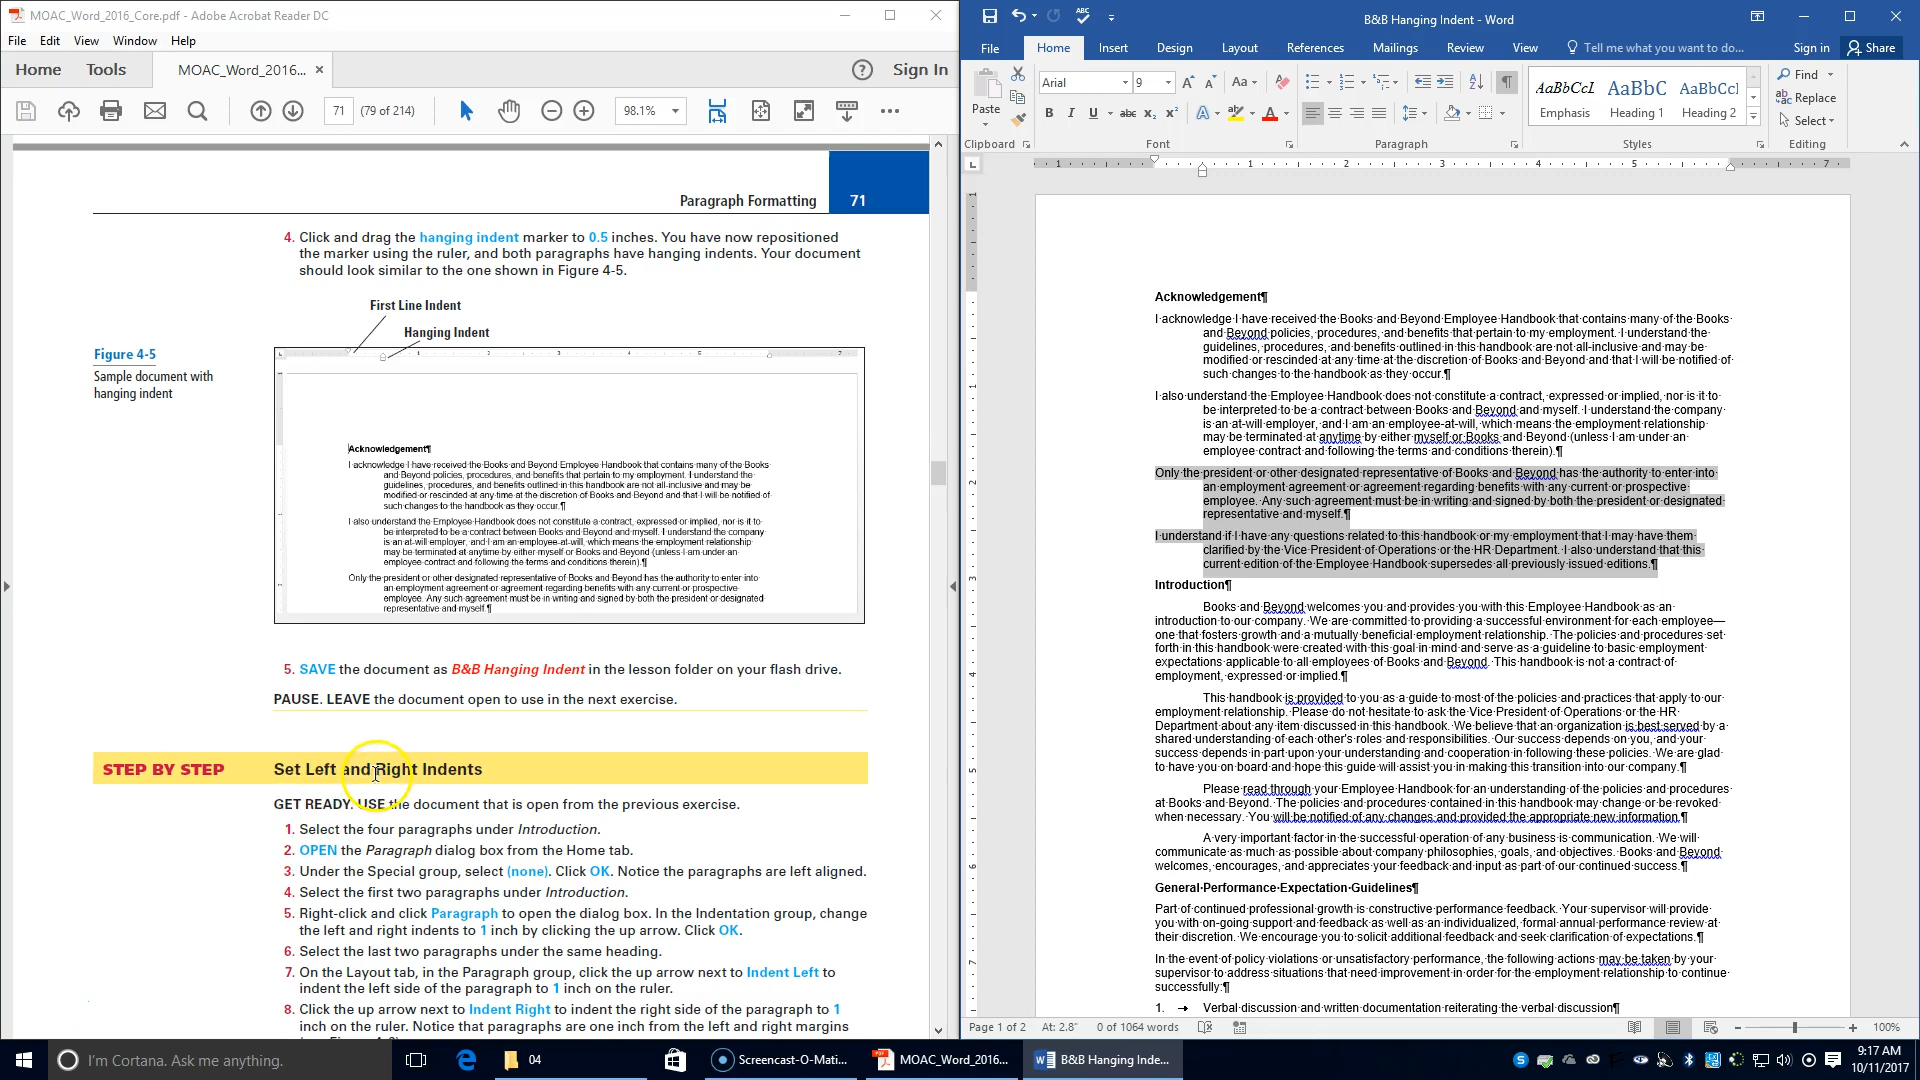 MOAC_Word_2016_Core.pdf - Adobe Acrobat Reader DC
File Edit View Window Help
Home Tools MOAC_Word_2016... × Sign In
71 (79 of 214) 98.1%
Paragraph Formatting 71
4. Click and drag the hanging indent marker to 0.5 inches. You have now repositioned
the marker using the ruler, and both paragraphs have hanging indents. Your document
should look similar to the one shown in Figure 4-5.
First Line Indent
Hanging Indent
Figure 4-5
Sample document with
hanging indent
Acknowledgement¶
I acknowledge I have received the Books and Beyond Employee Handbook that contains many of the Books
and Beyond policies, procedures, and benefits that pertain to my employment. I understand the
guidelines, procedures, and benefits outlined in this handbook are not all-inclusive and may be
modified or rescinded at any time at the discretion of Books and Beyond and that I will be notified of
such changes to the handbook as they occur.¶
I also understand the Employee Handbook does not constitute a contract, expressed or implied, nor is it to
be interpreted to be a contract between Books and Beyond and myself. I understand the company
is an at-will employer, and I am an employee-at-will, which means the employment relationship
may be terminated at anytime by either myself or Books and Beyond (unless I am under an
employee contract and following the terms and conditions therein).¶
Only the president or other designated representative of Books and Beyond has the authority to enter into
an employment agreement or agreement regarding benefits with any current or prospective
employee. Any such agreement must be in writing and signed by both the president or designated
representative and myself.¶
5. SAVE the document as B&B Hanging Indent in the lesson folder on your flash drive.
PAUSE. LEAVE the document open to use in the next exercise.
STEP BY STEP Set Left and Right Indents
GET READY. USE the document that is open from the previous exercise.
1. Select the four paragraphs under Introduction.
2. OPEN the Paragraph dialog box from the Home tab.
3. Under the Special group, select (none). Click OK. Notice the paragraphs are left aligned.
4. Select the first two paragraphs under Introduction.
5. Right-click and click Paragraph to open the dialog box. In the Indentation group, change
the left and right indents to 1 inch by clicking the up arrow. Click OK.
6. Select the last two paragraphs under the same heading.
7. On the Layout tab, in the Paragraph group, click the up arrow next to Indent Left to
indent the left side of the paragraph to 1 inch on the ruler.
8. Click the up arrow next to Indent Right to indent the right side of the paragraph to 1
inch on the ruler. Notice that paragraphs are one inch from the left and right margins
B&B Hanging Indent - Word
File Home Insert Design Layout References Mailings Review View Tell me what you want to do... Sign in Share
Paste Arial 9 Aa
B I U abc x₂ x² A A
AaBbCcI AaBbC AaBbCcI
Emphasis Heading 1 Heading 2
Find
Replace
Select
Clipboard Font Paragraph Styles Editing
1 1 2 3 4 5 7
Acknowledgement¶
I acknowledge I have received the Books and Beyond Employee Handbook that contains many of the Books
and Beyond policies, procedures, and benefits that pertain to my employment. I understand the
guidelines, procedures, and benefits outlined in this handbook are not all-inclusive and may be
modified or rescinded at any time at the discretion of Books and Beyond and that I will be notified of
such changes to the handbook as they occur.¶
I also understand the Employee Handbook does not constitute a contract, expressed or implied, nor is it to
be interpreted to be a contract between Books and Beyond and myself. I understand the company
is an at-will employer, and I am an employee-at-will, which means the employment relationship
may be terminated at anytime by either myself or Books and Beyond (unless I am under an
employee contract and following the terms and conditions therein).¶
Only the president or other designated representative of Books and Beyond has the authority to enter into
an employment agreement or agreement regarding benefits with any current or prospective
employee. Any such agreement must be in writing and signed by both the president or designated
representative and myself.¶
I understand if I have any questions related to this handbook or my employment that I may have them
clarified by the Vice President of Operations or the HR Department. I also understand that this
current edition of the Employee Handbook supersedes all previously issued editions.¶
Introduction¶
Books and Beyond welcomes you and provides you with this Employee Handbook as an
introduction to our company. We are committed to providing a successful environment for each employee—
one that fosters growth and a mutually beneficial employment relationship. The policies and procedures set
forth in this handbook were created with this goal in mind and serve as a guideline to basic employment
expectations applicable to all employees of Books and Beyond. This handbook is not a contract of
employment, expressed or implied.¶
This handbook is provided to you as a guide to most of the policies and practices that apply to our
employment relationship. Please do not hesitate to ask the Vice President of Operations or the HR
Department about any item discussed in this handbook. We believe that an organization is best served by a
shared understanding of each other's roles and responsibilities. Our success depends on you, and your
success depends in part upon your understanding and cooperation in following these policies. We are glad
to have you on board and hope this guide will assist you in making this transition into our company.¶
Please read through your Employee Handbook for an understanding of the policies and procedures
at Books and Beyond. The policies and procedures contained in this handbook may change or be revoked
when necessary. You will be notified of any changes and provided the appropriate new information.¶
A very important factor in the successful operation of any business is communication. We will
communicate as much as possible about company philosophies, goals, and objectives. Books and Beyond
welcomes, encourages, and appreciates your feedback and input as part of our continued success.¶
General Performance Expectation Guidelines¶
Part of continued professional growth is constructive performance feedback. Your supervisor will provide
you with on-going support and feedback as well as an individualized, formal annual performance review at
their discretion. We encourage you to solicit additional feedback and seek clarification of expectations.¶
In the event of policy violations or unsatisfactory performance, the following actions may be taken by your
supervisor to address situations that need improvement in order for the employment relationship to continue
successfully:¶
1. → Verbal discussion and written documentation reiterating the verbal discussion¶
Page 1 of 2 At: 2.8" 0 of 1064 words 100%
I'm Cortana. Ask me anything. 04 Screencast-O-Mati... MOAC_Word_2016... B&B Hanging Inde... 9:17 AM
10/11/2017